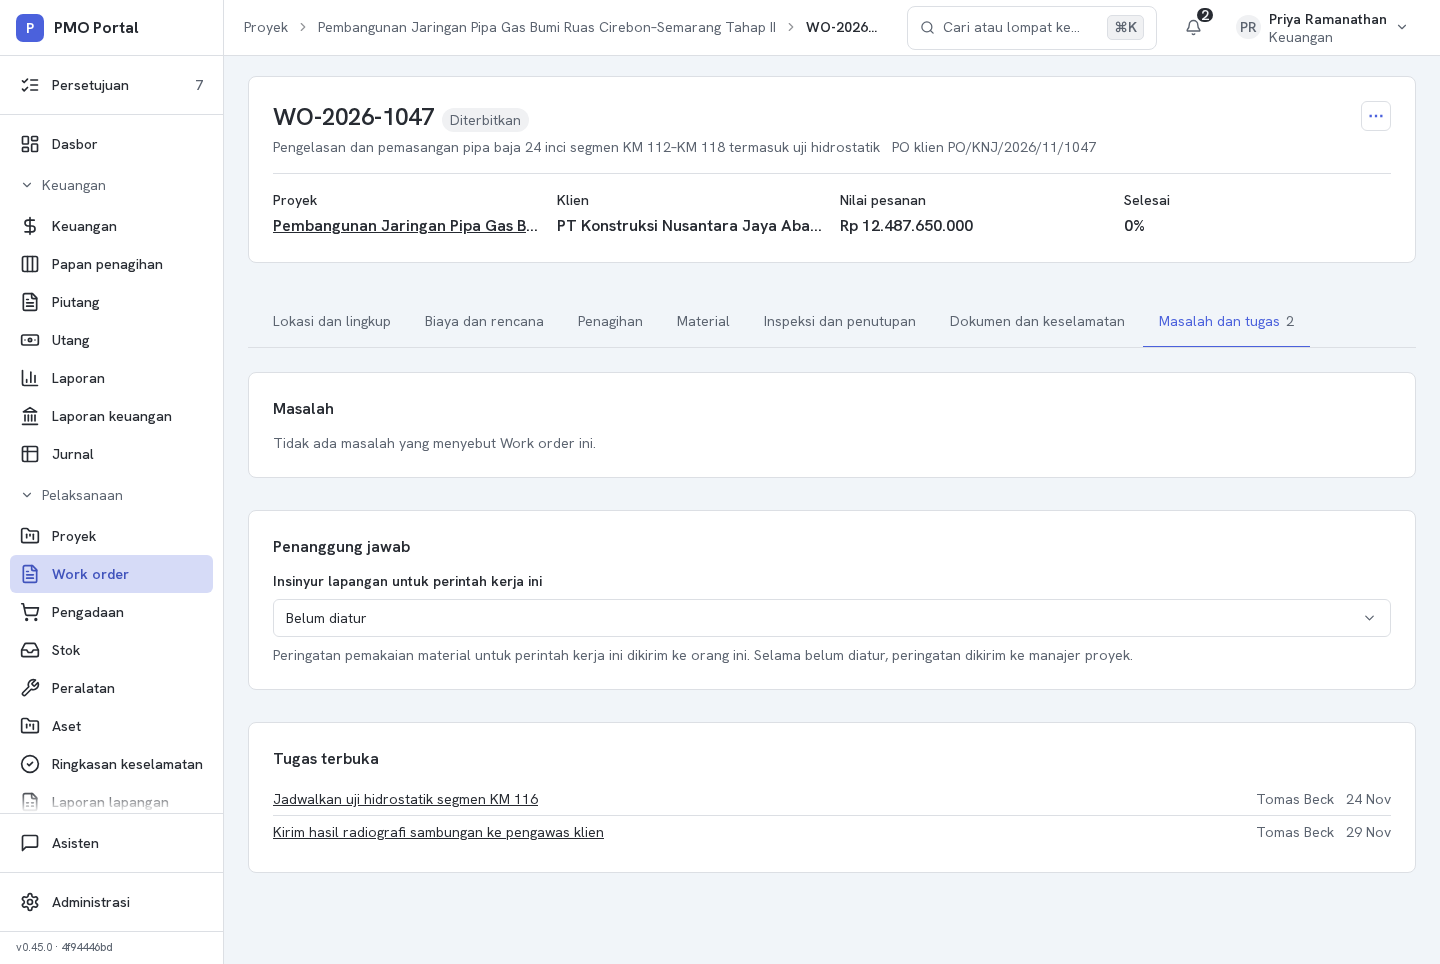 P PMO Portal
Proyek
Pembangunan Jaringan Pipa Gas Bumi Ruas Cirebon–Semarang Tahap II
WO-2026...
Cari atau lompat ke...
⌘K
2
PR
Priya Ramanathan
Keuangan
Persetujuan 7
Dasbor
Keuangan
Keuangan
Papan penagihan
Piutang
Utang
Laporan
Laporan keuangan
Jurnal
Pelaksanaan
Proyek
Work order
Pengadaan
Stok
Peralatan
Aset
Ringkasan keselamatan
Laporan lapangan
Asisten
Administrasi
v0.45.0 · 4f94446bd
WO-2026-1047 Diterbitkan
Pengelasan dan pemasangan pipa baja 24 inci segmen KM 112–KM 118 termasuk uji hidrostatik PO klien PO/KNJ/2026/11/1047
Proyek
Pembangunan Jaringan Pipa Gas B...
Klien
PT Konstruksi Nusantara Jaya Aba...
Nilai pesanan
Rp 12.487.650.000
Selesai
0%
Lokasi dan lingkup
Biaya dan rencana
Penagihan
Material
Inspeksi dan penutupan
Dokumen dan keselamatan
Masalah dan tugas 2
Masalah
Tidak ada masalah yang menyebut Work order ini.
Penanggung jawab
Insinyur lapangan untuk perintah kerja ini
Belum diatur
Peringatan pemakaian material untuk perintah kerja ini dikirim ke orang ini. Selama belum diatur, peringatan dikirim ke manajer proyek.
Tugas terbuka
Jadwalkan uji hidrostatik segmen KM 116 Tomas Beck 24 Nov
Kirim hasil radiografi sambungan ke pengawas klien Tomas Beck 29 Nov